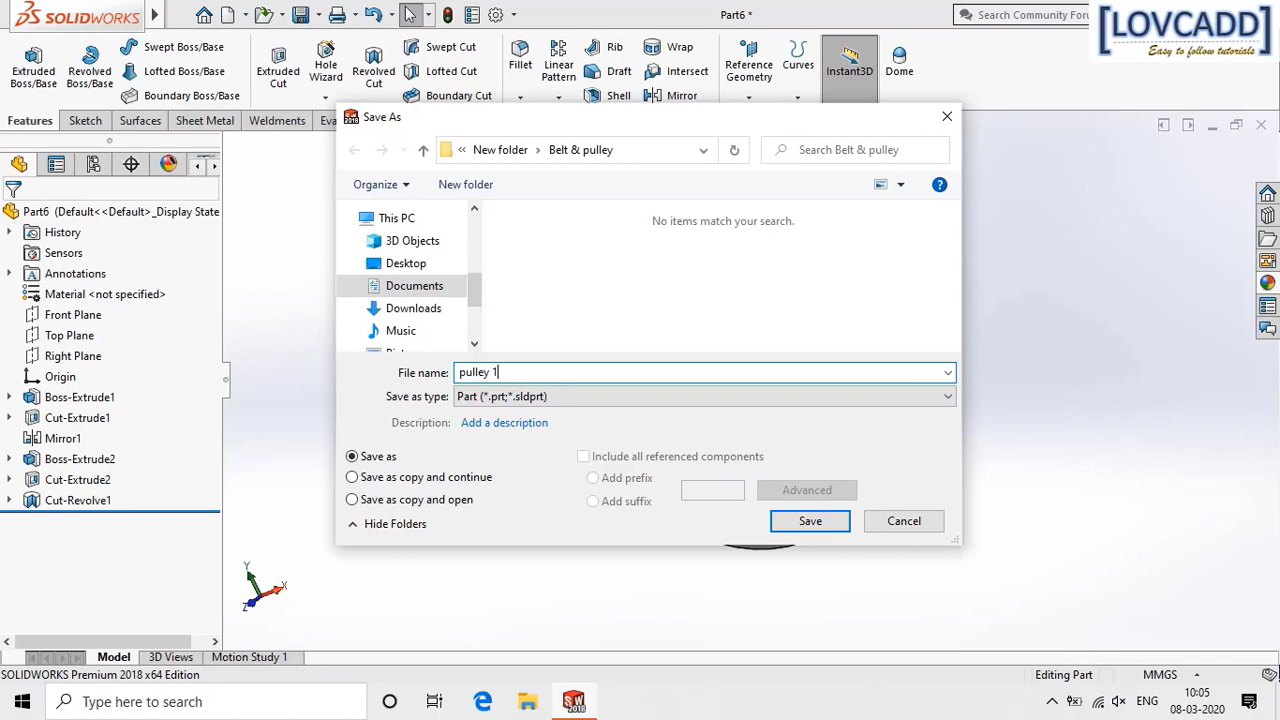 SOLIDWORKS
Part6 *
Search Community Foru
[LOVCADD]
Easy to follow tutorials
Extruded Boss/Base
Revolved Boss/Base
Swept Boss/Base
Lofted Boss/Base
Boundary Boss/Base
Extruded Cut
Hole Wizard
Revolved Cut
Swept Cut
Lofted Cut
Boundary Cut
Fillet
Linear Pattern
Rib
Draft
Shell
Wrap
Intersect
Mirror
Reference Geometry
Curves
Instant3D
Dome
Features
Sketch
Surfaces
Sheet Metal
Weldments
Eva
Part6 (Default<<Default>_Display State
History
Sensors
Annotations
Material <not specified>
Front Plane
Top Plane
Right Plane
Origin
Boss-Extrude1
Cut-Extrude1
Mirror1
Boss-Extrude2
Cut-Extrude2
Cut-Revolve1
Save As
« New folder › Belt & pulley
Search Belt & pulley
Organize
New folder
This PC
3D Objects
Desktop
Documents
Downloads
Music
No items match your search.
File name: pulley 1
Save as type: Part (*.prt;*.sldprt)
Description: Add a description
Save as
Save as copy and continue
Save as copy and open
Include all referenced components
Add prefix
Add suffix
Advanced
Hide Folders
Save
Cancel
Y
X
Z
Model
3D Views
Motion Study 1
SOLIDWORKS Premium 2018 x64 Edition
Editing Part
MMGS
Type here to search
SW
2018
ENG
10:05
08-03-2020